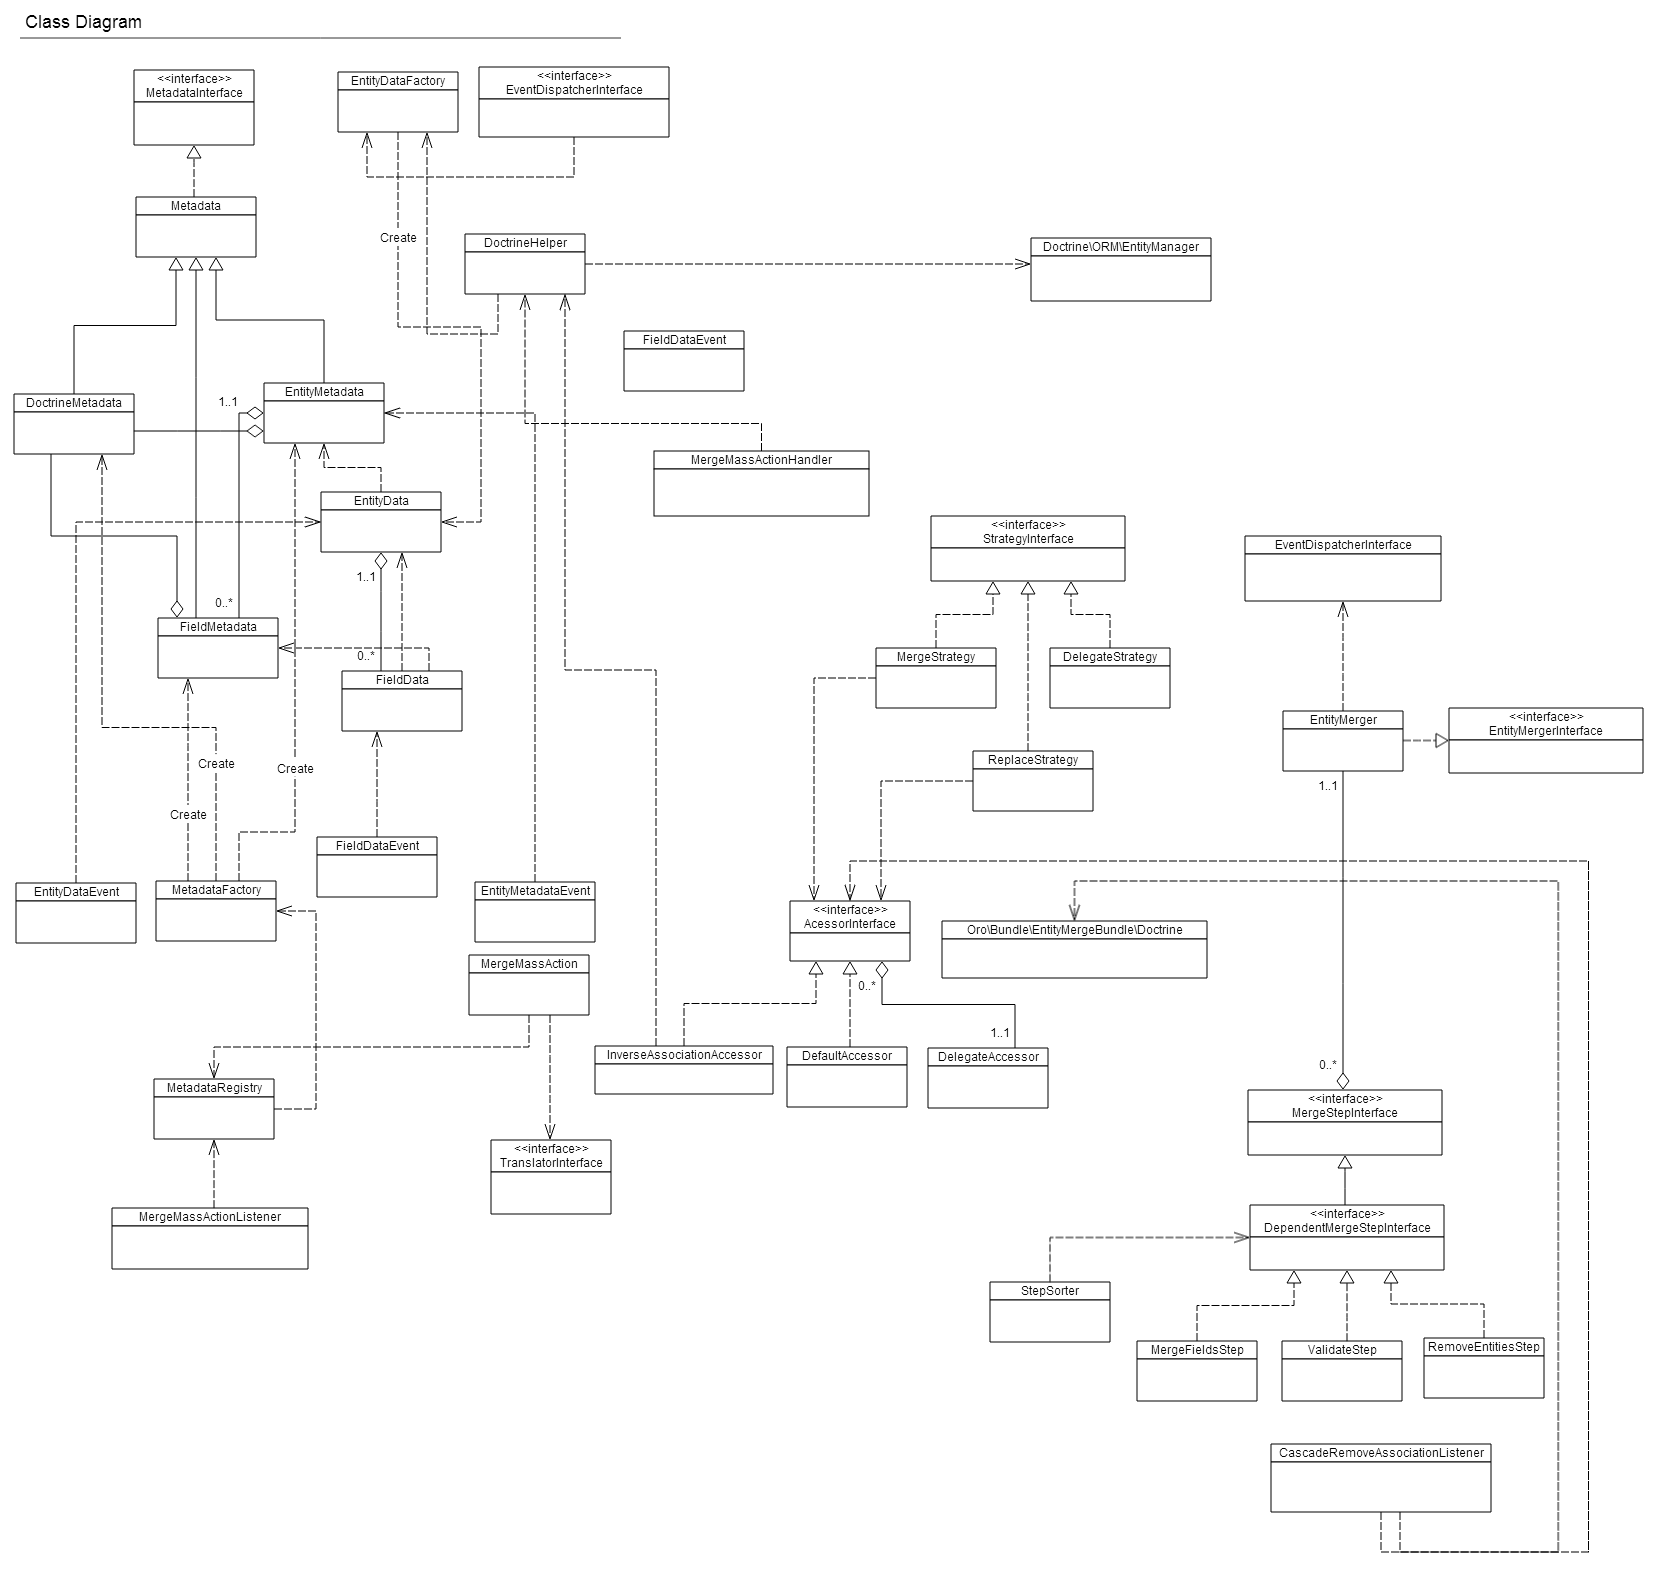 Class Diagram
<<interface>>
MetadataInterface
EntityDataFactory
<<interface>>
EventDispatcherInterface
Metadata
Create
DoctrineHelper
Doctrine\ORM\EntityManager
FieldDataEvent
EntityMetadata
DoctrineMetadata
1..1
MergeMassActionHandler
EntityData
<<interface>>
StrategyInterface
EventDispatcherInterface
1..1
0..*
FieldMetadata
0..*
FieldData
MergeStrategy
DelegateStrategy
EntityMerger
<<interface>>
EntityMergerInterface
ReplaceStrategy
Create
Create
1..1
Create
FieldDataEvent
EntityDataEvent
MetadataFactory
EntityMetadataEvent
<<interface>>
AcessorInterface
Oro\Bundle\EntityMergeBundle\Doctrine
MergeMassAction
0..*
1..1
InverseAssociationAccessor
DefaultAccessor
DelegateAccessor
0..*
MetadataRegistry
<<interface>>
MergeStepInterface
<<interface>>
TranslatorInterface
MergeMassActionListener
<<interface>>
DependentMergeStepInterface
StepSorter
MergeFieldsStep
ValidateStep
RemoveEntitiesStep
CascadeRemoveAssociationListener